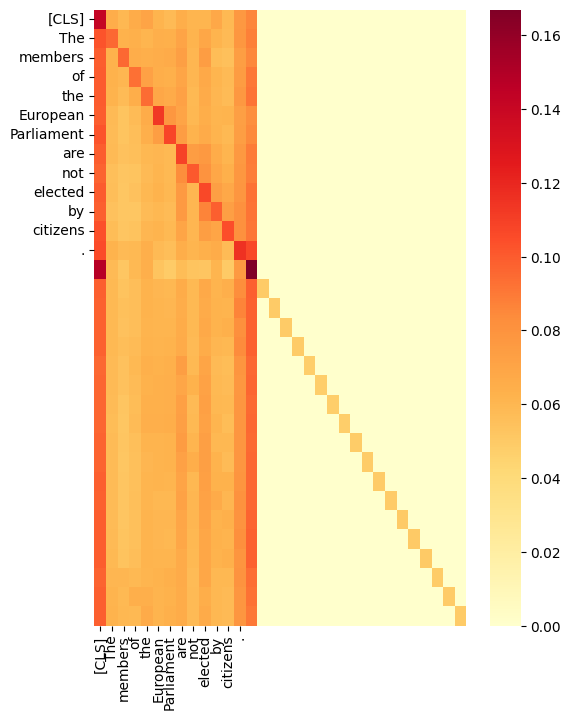 [CLS]
The
members
of
the
European
Parliament
are
not
elected
by
citizens
.
0.16
0.14
0.12
0.10
0.08
0.06
0.04
0.02
0.00
[CLS]
The
members
of
the
European
Parliament
are
not
elected
by
citizens
.